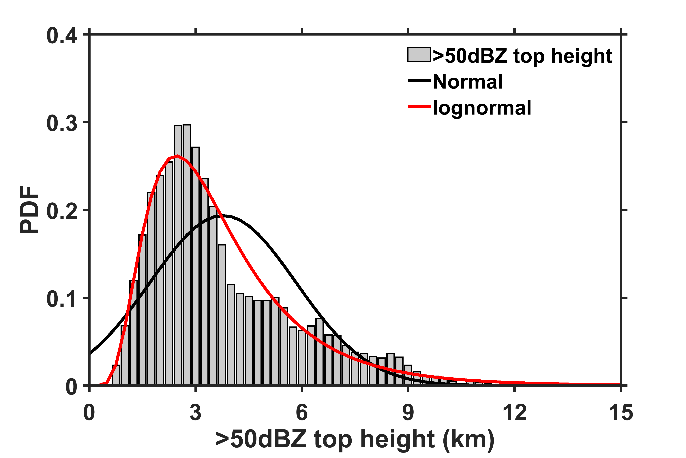 0.4
0.3
0.2
0.1
0
PDF
>50dBZ top height
Normal
lognormal
0 3 6 9 12 15
>50dBZ top height (km)